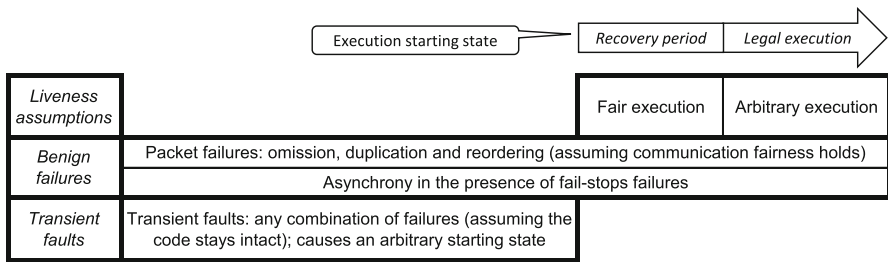 Execution starting state
Recovery period
Legal execution
Liveness
assumptions
Fair execution
Arbitrary execution
Benign
failures
Packet failures: omission, duplication and reordering (assuming communication fairness holds)
Asynchrony in the presence of fail-stops failures
Transient
faults
Transient faults: any combination of failures (assuming the
code stays intact); causes an arbitrary starting state